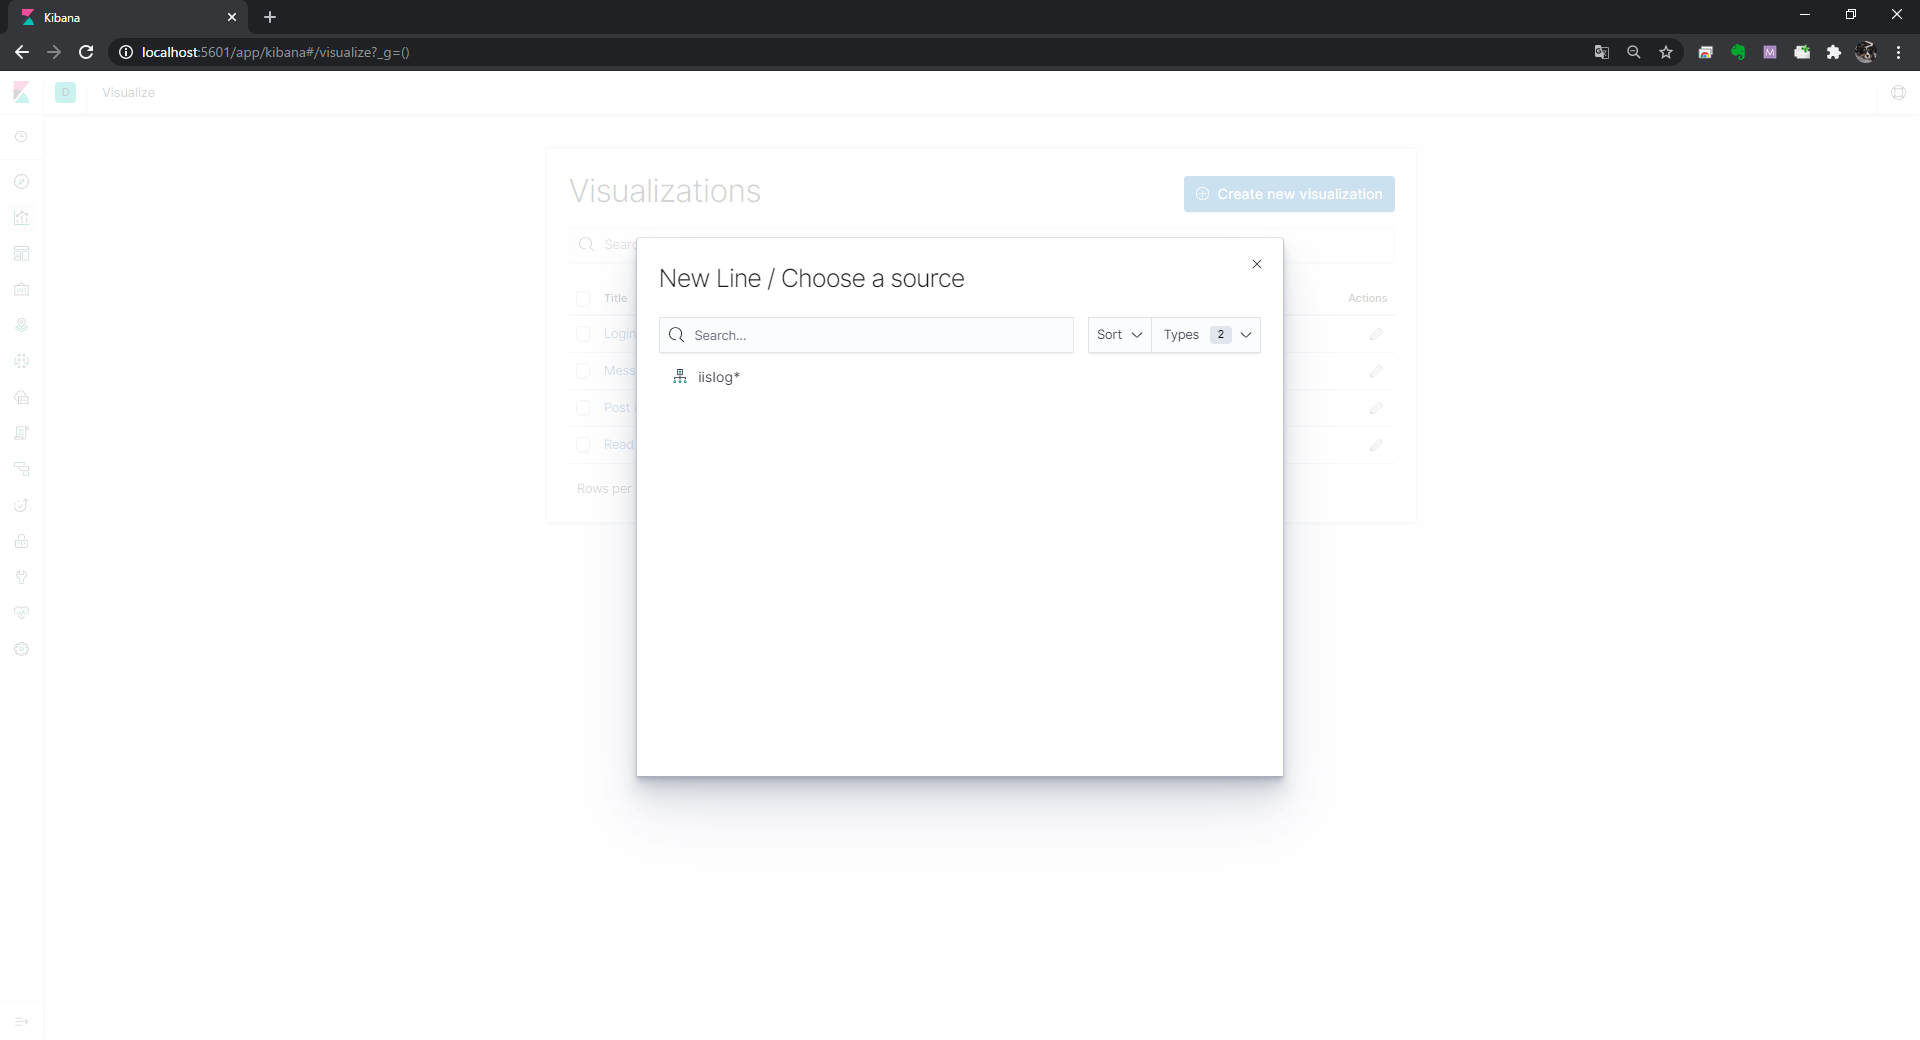 Kibana
localhost:5601/app/kibana#/visualize?_g=()
M
D
Visualize
Visualizations
Create new visualization
Searc
New Line / Choose a source
Title
Actions
Search...
Sort
Types 2
Login
iislog*
Mess
Post
Read
Rows per